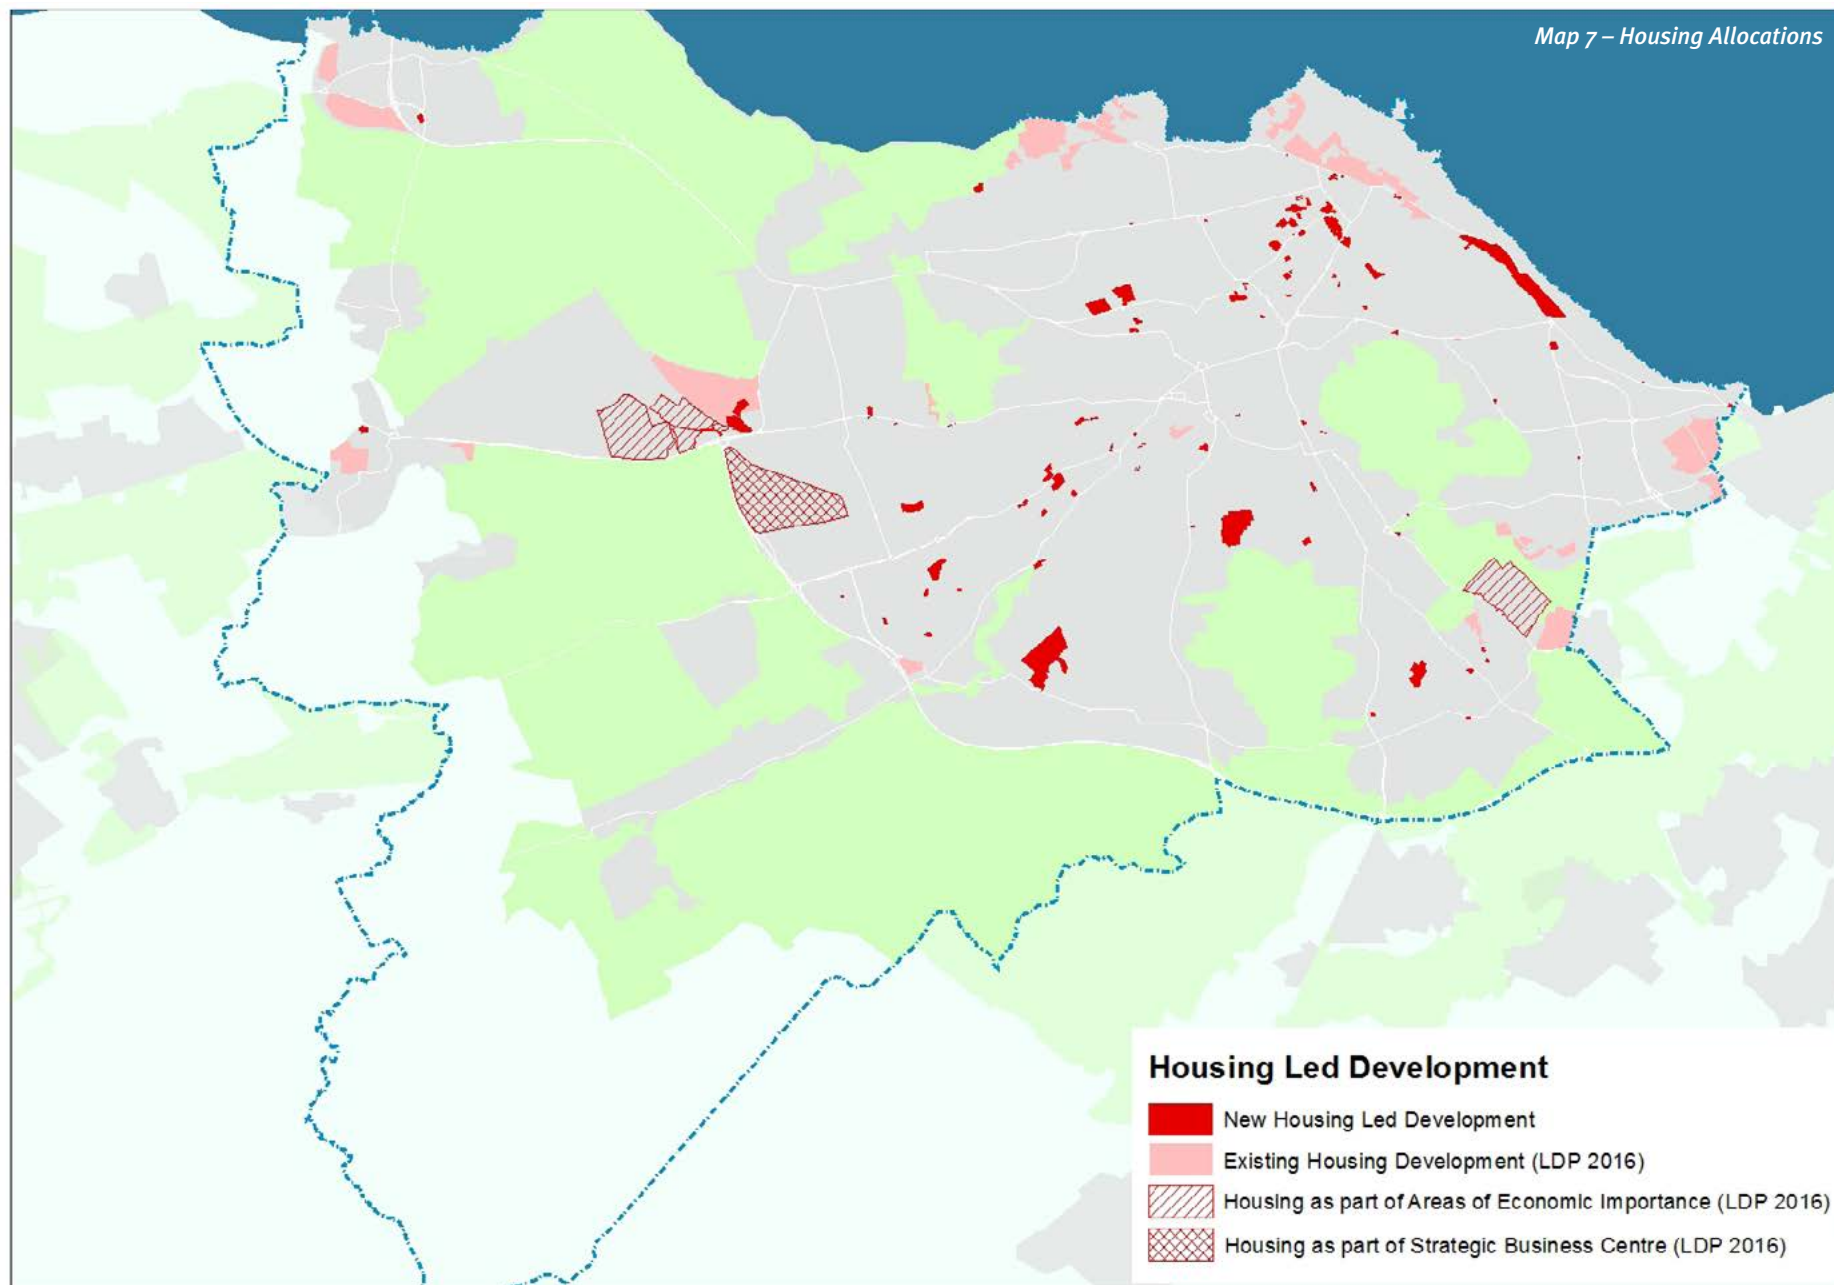 Map 7 – Housing Allocations
Housing Led Development
New Housing Led Development
Existing Housing Development (LDP 2016)
Housing as part of Areas of Economic Importance (LDP 2016)
Housing as part of Strategic Business Centre (LDP 2016)